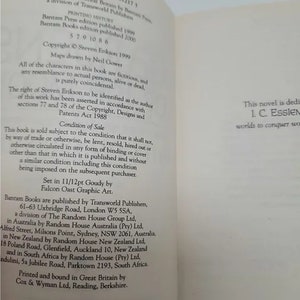 a division of Transworld Publishers
PRINTING HISTORY
Bantam Press edition published 1999
Bantam Books edition published 2000
5 7 9 10 8 6
Copyright © Steven Erikson 1999
Maps drawn by Neil Gower
All of the characters in this book are fictitious, and
any resemblance to actual persons, alive or dead,
is purely coincidental.
The right of Steven Erikson to be identified as the author
of this work has been asserted in accordance with
sections 77 and 78 of the Copyright, Designs
and Patents Act 1988
Condition of Sale
This book is sold subject to the condition that it shall not,
by way of trade or otherwise, be lent, resold, hired out or
otherwise circulated in any form of binding or cover
other than that in which it is published and without
a similar condition including this condition
being imposed on the subsequent purchaser.
Set in 11/12pt Goudy by
Falcon Oast Graphic Art.
Bantam Books are published by Transworld Publishers,
61–63 Uxbridge Road, London W5 5SA,
a division of The Random House Group Ltd,
in Australia by Random House Australia (Pty) Ltd,
Alfred Street, Milsons Point, Sydney, NSW 2061, Australia
in New Zealand by Random House New Zealand Ltd,
18 Poland Road, Glenfield, Auckland 10, New Zealand
and in South Africa by Random House (Pty) Ltd,
5a Jubilee Road, Parktown 2193, South Africa.
Printed and bound in Great Britain by
Cox & Wyman Ltd, Reading, Berkshire.
This novel is dedi
I. C. Esslem
worlds to conquer